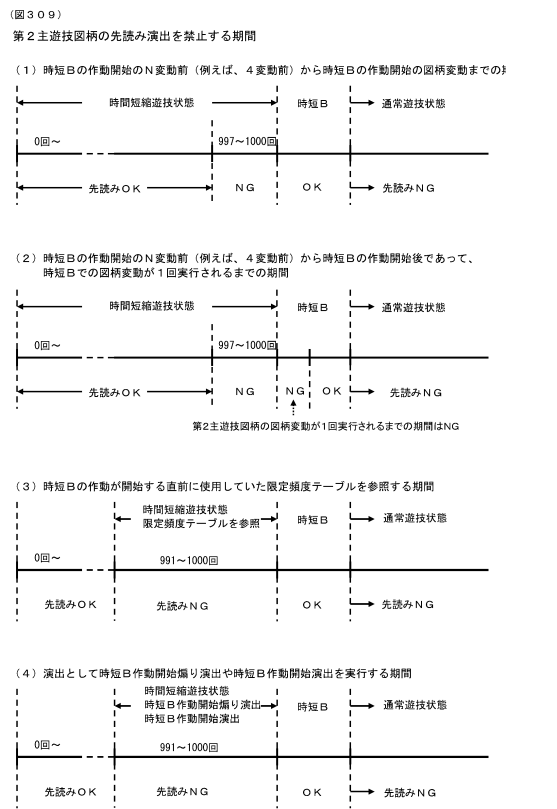 （図３０９）
第２主遊技図柄の先読み演出を禁止する期間
（１）時短Ｂの作動開始のＮ変動前（例えば、４変動前）から時短Ｂの作動開始の図柄変動までの
時間短縮遊技状態 時短Ｂ 通常遊技状態
0回～ 997～1000回
先読みＯＫ ＮＧ ＯＫ 先読みＮＧ
（２）時短Ｂの作動開始のＮ変動前（例えば、４変動前）から時短Ｂの作動開始後であって、
時短Ｂでの図柄変動が１回実行されるまでの期間
時間短縮遊技状態 時短Ｂ 通常遊技状態
0回～ 997～1000回
先読みＯＫ ＮＧ ＮＧ ＯＫ 先読みＮＧ
第2主遊技図柄の図柄変動が1回実行されるまでの期間はNG
（３）時短Ｂの作動が開始する直前に使用していた限定頻度テーブルを参照する期間
時間短縮遊技状態
限定頻度テーブルを参照 時短Ｂ 通常遊技状態
0回～ 991～1000回
先読みＯＫ 先読みＮＧ ＯＫ 先読みＮＧ
（４）演出として時短Ｂ作動開始煽り演出や時短Ｂ作動開始演出を実行する期間
時間短縮遊技状態
時短Ｂ作動開始煽り演出 時短Ｂ 通常遊技状態
時短Ｂ作動開始演出
0回～ 991～1000回
先読みＯＫ 先読みＮＧ ＯＫ 先読みＮＧ